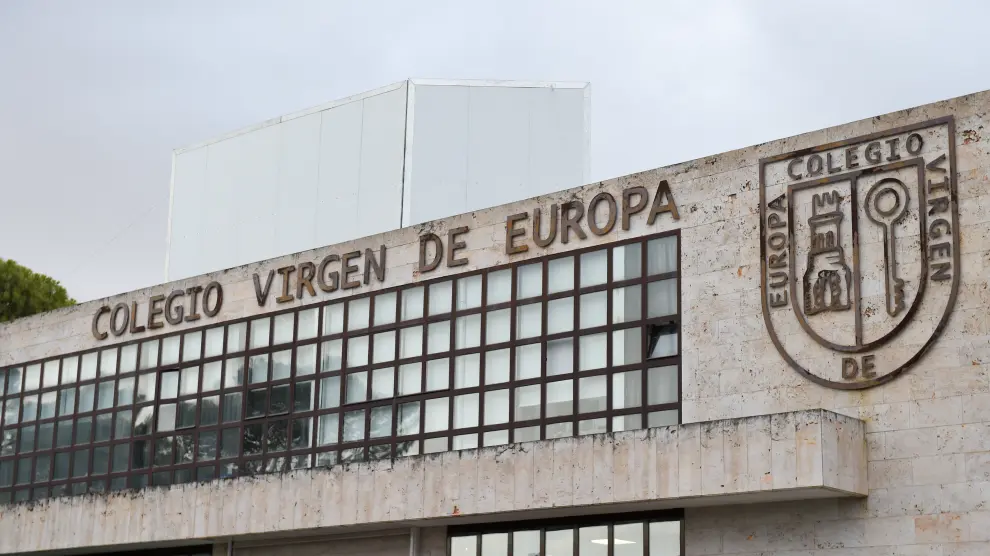 COLEGIO VIRGEN DE EUROPA
COLEGIO
VIRGEN
DE
EUROPA